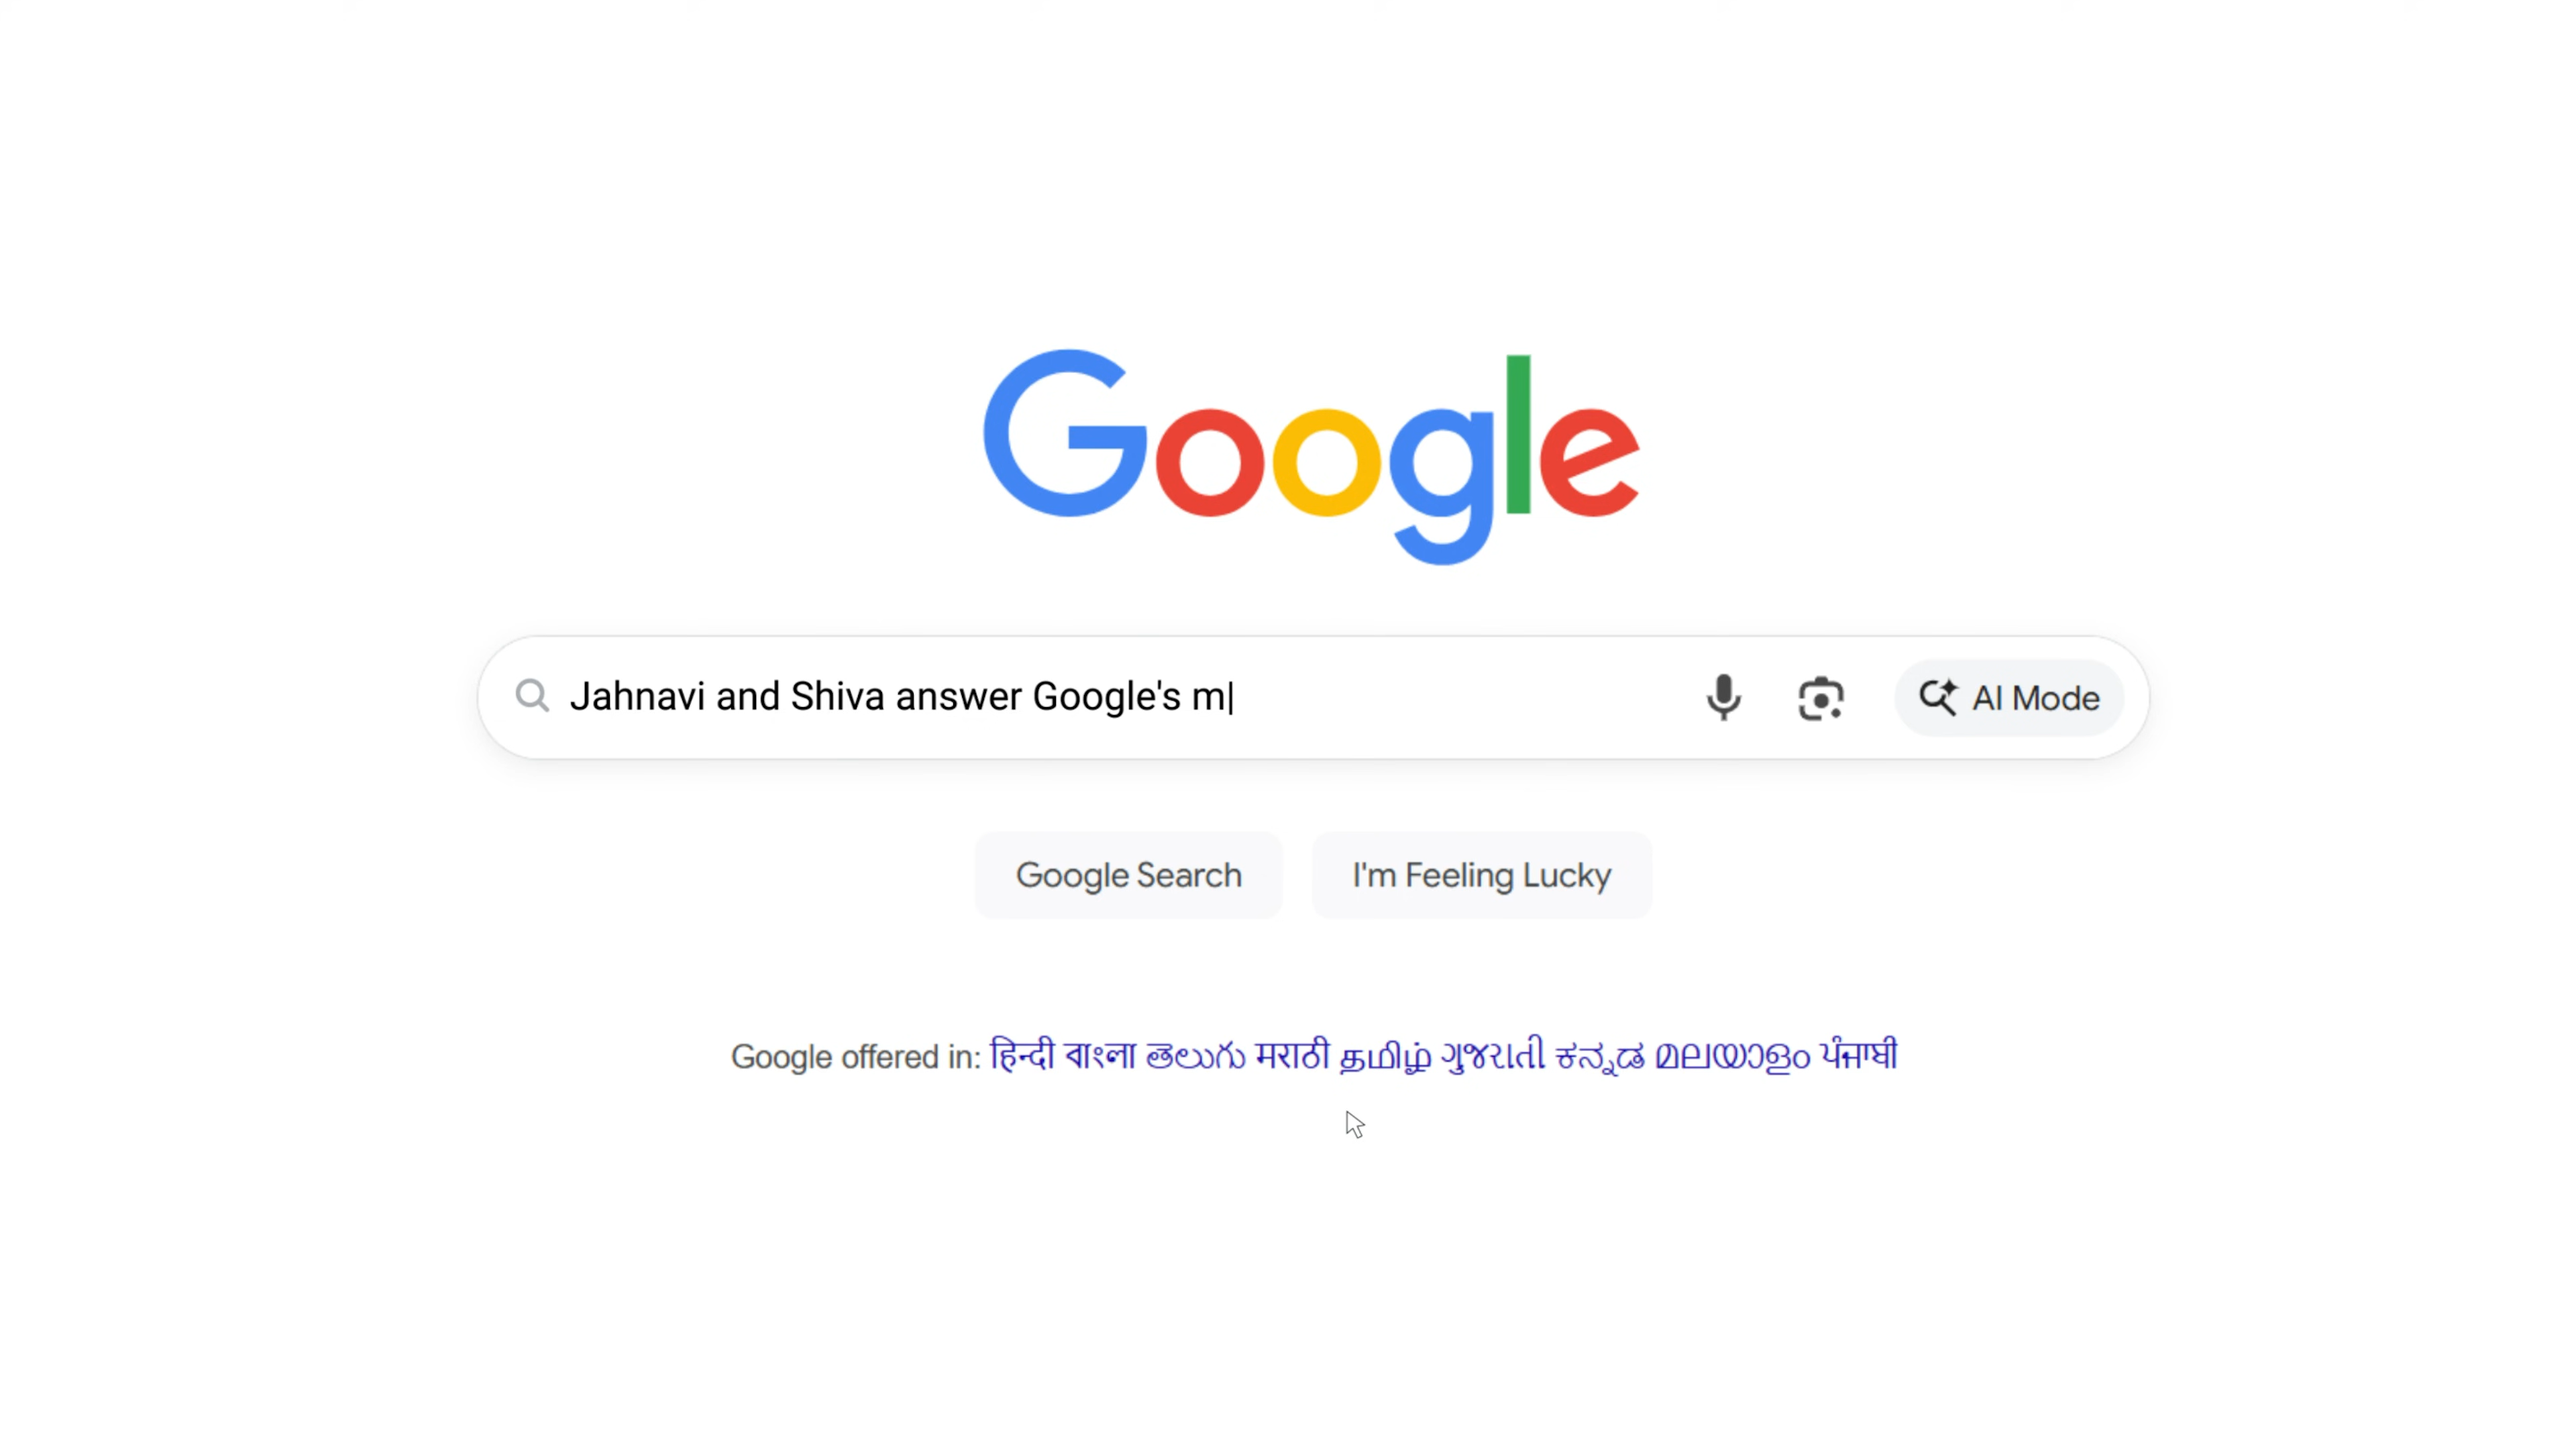 Google
Jahnavi and Shiva answer Google's m
AI Mode
Google Search
I'm Feeling Lucky
Google offered in: हिन्दी বাংলা తెలుగు मराठी தமிழ் ગુજરાતી ಕನ್ನಡ മലയാളം ਪੰਜਾਬੀ